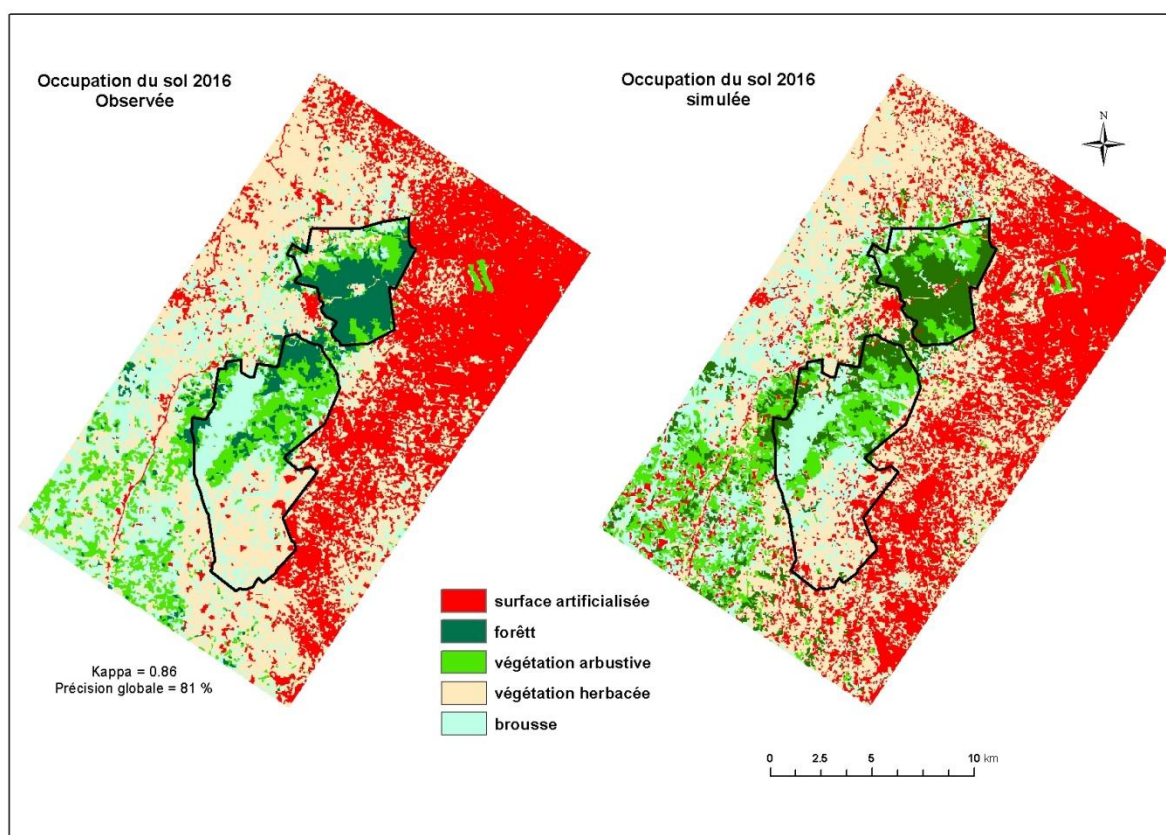 Occupation du sol 2016
Observée
Occupation du sol 2016
simulée
N
surface artificialisée
forêtt
végétation arbustive
végétation herbacée
brousse
Kappa = 0.86
Précision globale = 81 %
0 2.5 5 10 km